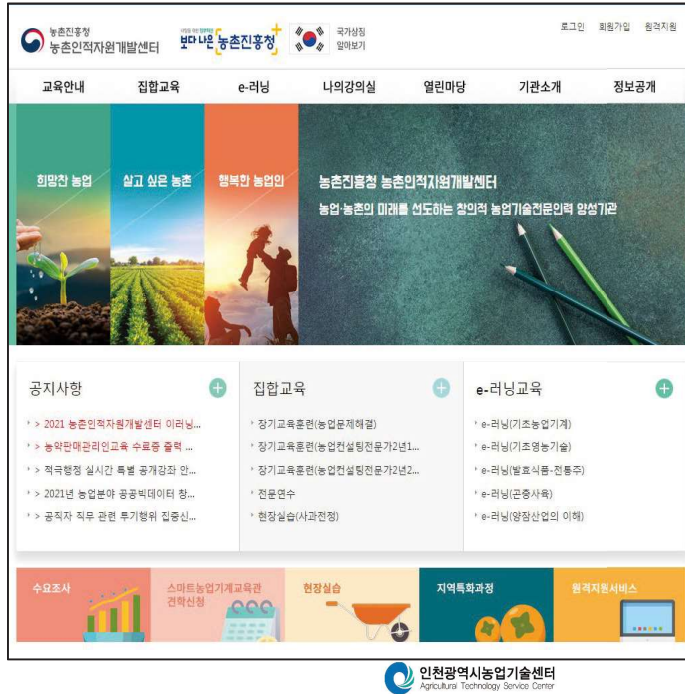 로그인 회원가입 원격지원
농촌진흥청
농촌인적자원개발센터
보다 나은 농촌진흥청
국가상징
알아보기
교육안내 집합교육 e-러닝 나의강의실 열린마당 기관소개 정보공개
희망찬 농업 살고 싶은 농촌 행복한 농업인
농촌진흥청 농촌인적자원개발센터
농업·농촌의 미래를 선도하는 창의적 농업기술전문인력 양성기관
공지사항
> 2021 농촌인적자원개발센터 이러닝...
> 농약판매관리인교육 수료증 출력 ...
> 적극행정 실시간 특별 공개강좌 안...
> 2021년 농업분야 공공빅데이터 창...
> 공직자 직무 관련 투기행위 집중신...
집합교육
장기교육훈련(농업문제해결)
장기교육훈련(농업컨설팅전문가2년1...
장기교육훈련(농업컨설팅전문가2년2...
전문연수
현장실습(사과전정)
e-러닝교육
e-러닝(기초농업기계)
e-러닝(기초영농기술)
e-러닝(발효식품-전통주)
e-러닝(곤충사육)
e-러닝(양잠산업의 이해)
수요조사
스마트농업기계교육관
견학신청
현장실습
지역특화과정
원격지원서비스
인천광역시농업기술센터
Agricultural Technology Service Center